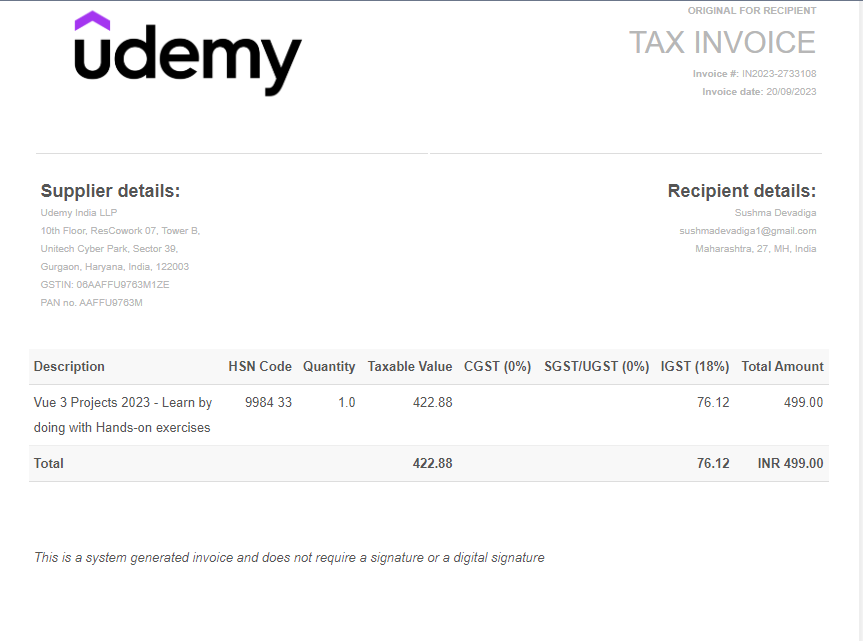 udemy
ORIGINAL FOR RECIPIENT
TAX INVOICE
Invoice #: IN2023-2733108
Invoice date: 20/09/2023
Supplier details:
Udemy India LLP
10th Floor, ResCowork 07, Tower B,
Unitech Cyber Park, Sector 39,
Gurgaon, Haryana, India, 122003
GSTIN: 06AAFFU9763M1ZE
PAN no. AAFFU9763M
Recipient details:
Sushma Devadiga
sushmadevadiga1@gmail.com
Maharashtra, 27, MH, India
Description HSN Code Quantity Taxable Value CGST (0%) SGST/UGST (0%) IGST (18%) Total Amount
Vue 3 Projects 2023 - Learn by 9984 33 1.0 422.88 76.12 499.00
doing with Hands-on exercises
Total 422.88 76.12 INR 499.00
This is a system generated invoice and does not require a signature or a digital signature